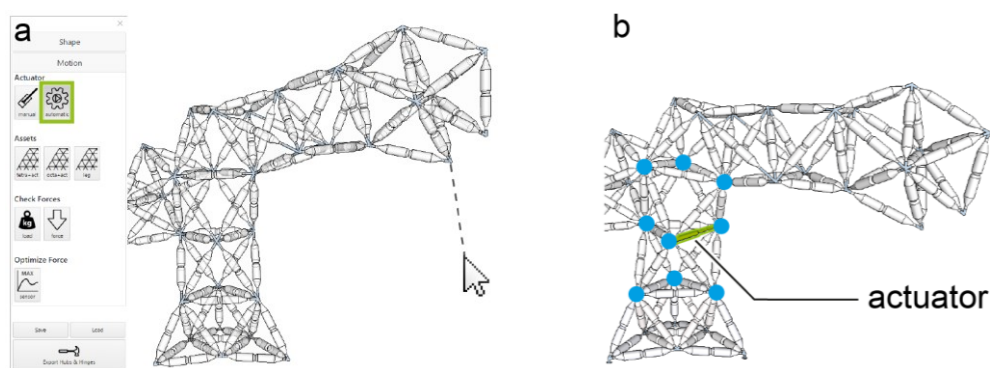 a
×
Shape
Motion
Actuator
manual
automatic
Assets
tetra-act
octa-act
leg
Check Forces
kg
load
force
Optimize Force
MAX
sensor
Save
Load
Export Hubs & Hinges
b
actuator